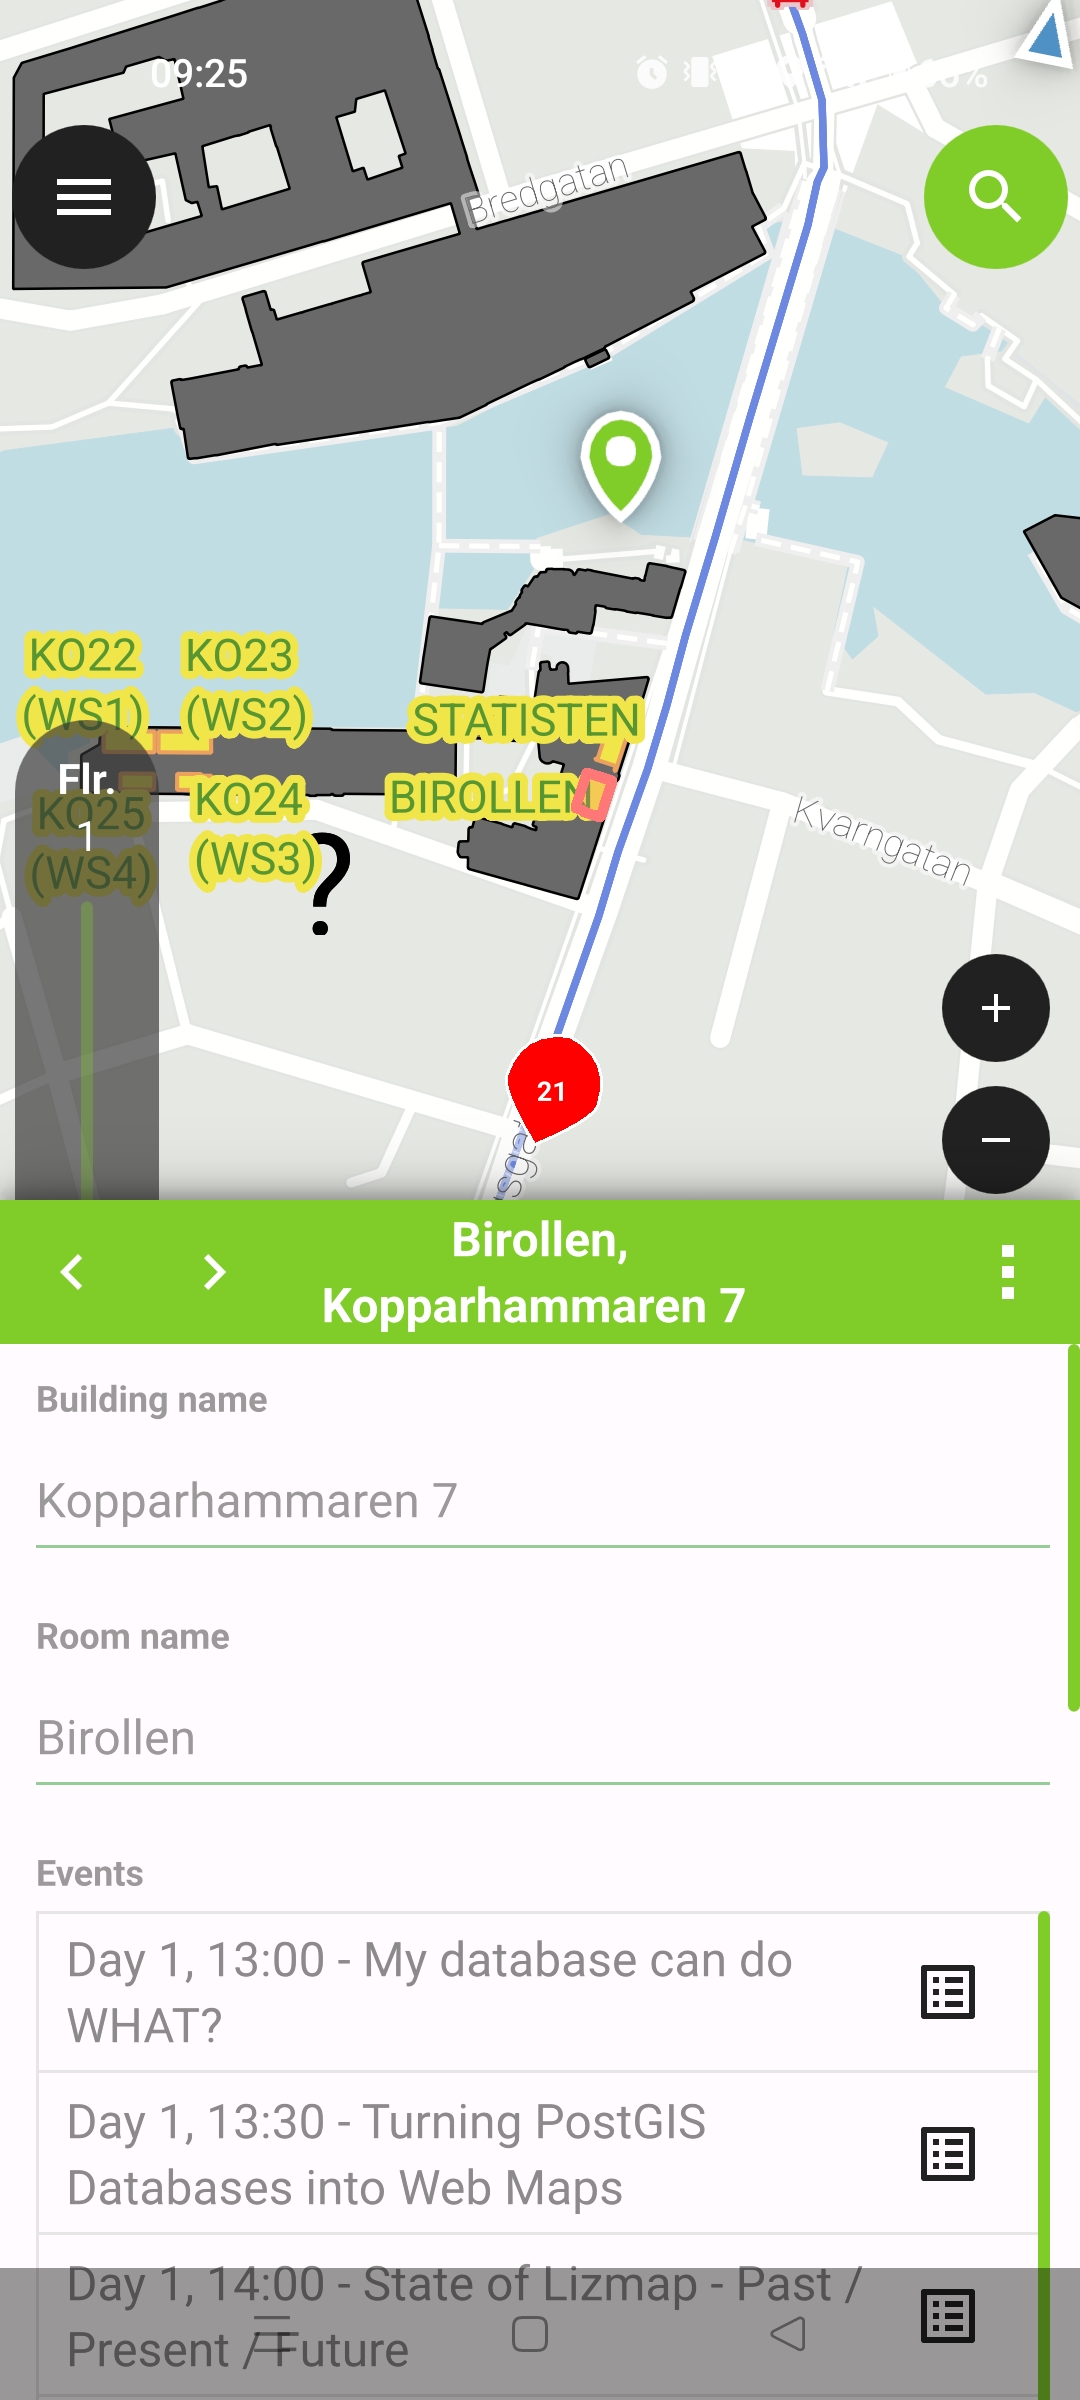 09:25
Bredgatan
KO22
(WS1)
KO23
(WS2)
STATISTEN
Flr.
1
KO25
(WS4)
KO24
(WS3)
BIROLLEN
?
Kvarngatan
+
21
−
Birollen,
Kopparhammaren 7
Building name
Kopparhammaren 7
Room name
Birollen
Events
Day 1, 13:00 - My database can do
WHAT?
Day 1, 13:30 - Turning PostGIS
Databases into Web Maps
Day 1, 14:00 - State of Lizmap - Past /
Present / Future